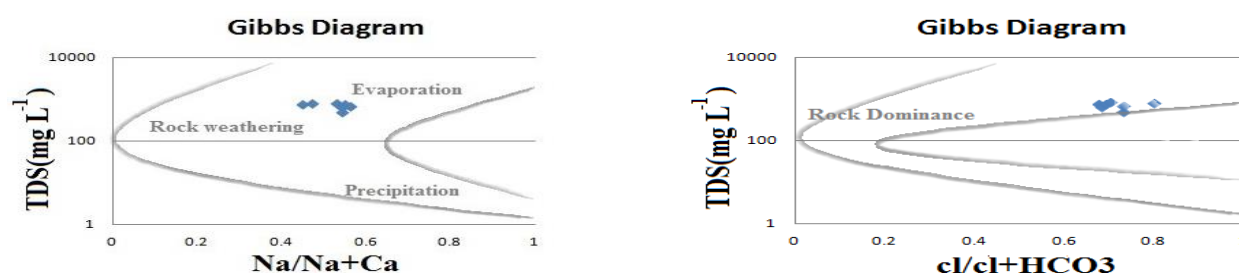 Gibbs Diagram
10000
100
1
TDS(mg L-1)
Evaporation
Rock weathering
Precipitation
0 0.2 0.4 0.6 0.8 1
Na/Na+Ca
Gibbs Diagram
10000
100
1
TDS(mg L-1)
Rock Dominance
0 0.2 0.4 0.6 0.8
cl/cl+HCO3